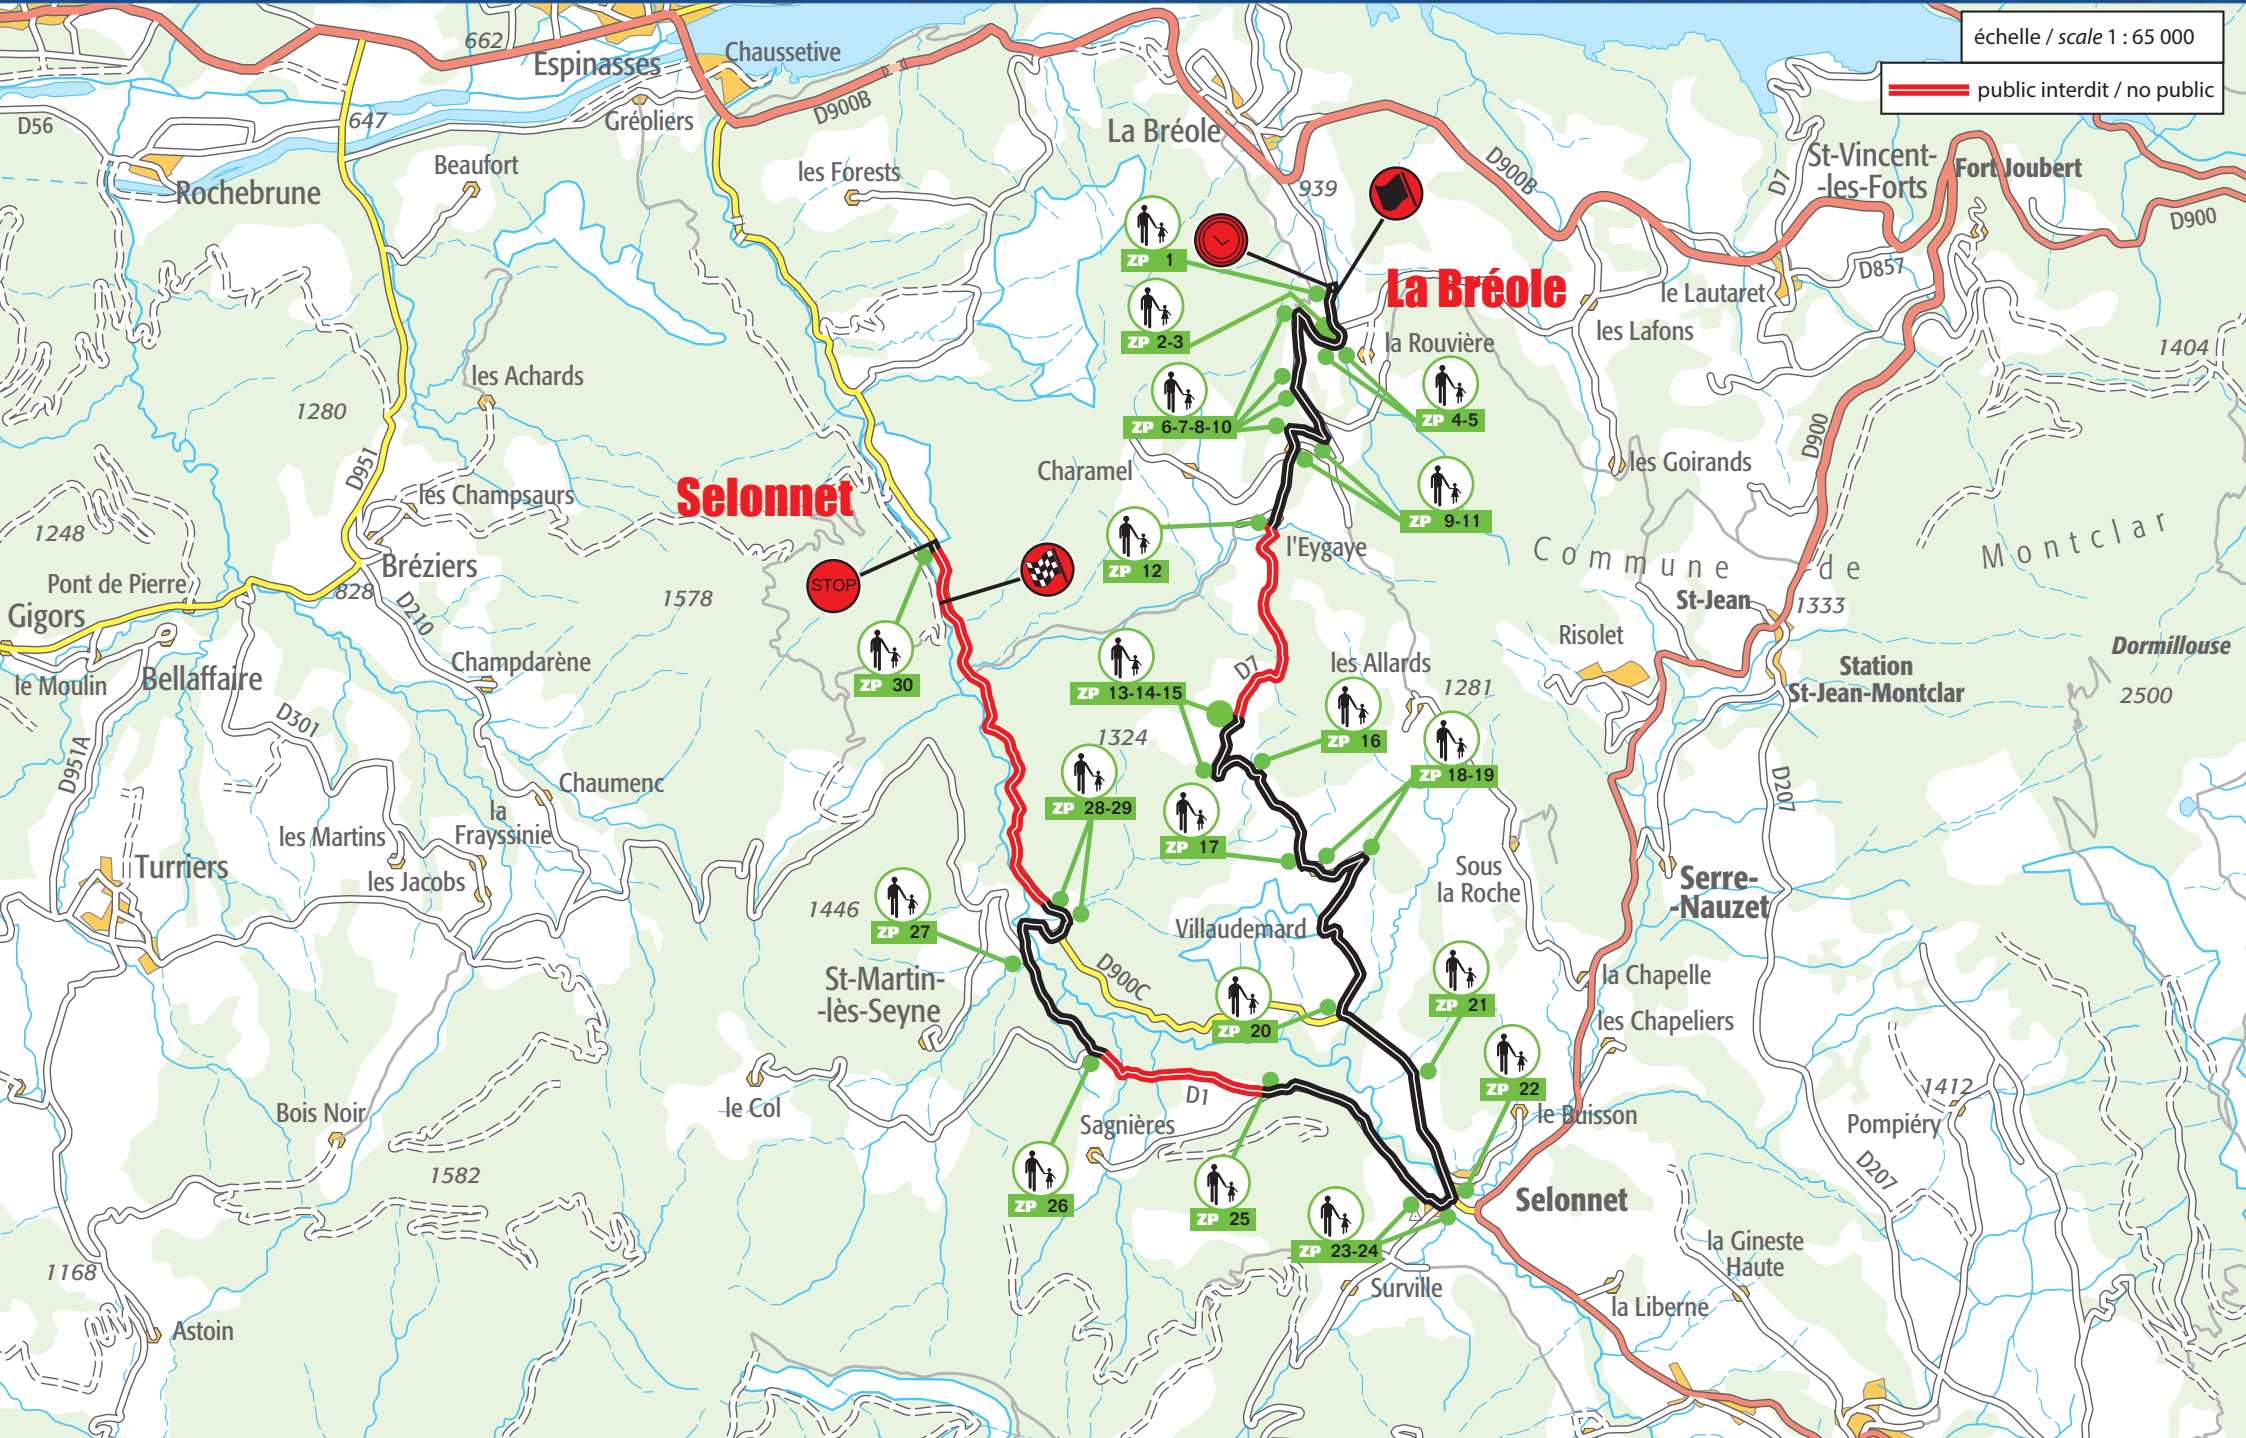 échelle / scale 1 : 65 000
public interdit / no public
662
Espinasses
Chaussetive
D56
647
Gréoliers
D900B
La Bréole
Rochebrune
Beaufort
les Forests
939
D900B
D7
St-Vincent-
-les-Forts
Fort Joubert
D900
ZP 1
La Bréole
le Lautaret
D857
les Lafons
ZP 2-3
la Rouvière
1404
les Achards
1280
ZP 6-7-8-10
ZP 4-5
D900
D951
les Champsaurs
Selonnet
Charamel
les Goirands
ZP 9-11
1248
Bréziers
Pont de Pierre
828
D210
Gigors
1578
STOP
ZP 12
l'Eygaye
Commune de Montclar
St-Jean
1333
Risolet
Dormillouse
2500
Station
St-Jean-Montclar
le Moulin
Bellaffaire
Champdarène
ZP 30
ZP 13-14-15
D7
les Allards
1281
D301
D951A
1324
ZP 16
ZP 18-19
D207
Chaumenc
la
Frayssinie
les Martins
les Jacobs
Turriers
ZP 28-29
ZP 17
Sous
la Roche
Serre-
-Nauzet
1446
ZP 27
Villaudemard
St-Martin-
-lès-Seyne
D900C
ZP 20
ZP 21
la Chapelle
les Chapeliers
ZP 22
1412
le Col
D1
le Buisson
Pompiéry
Bois Noir
Sagnières
D207
1582
ZP 26
ZP 25
ZP 23-24
Selonnet
1168
Surville
la Gineste
Haute
la Liberne
Astoin